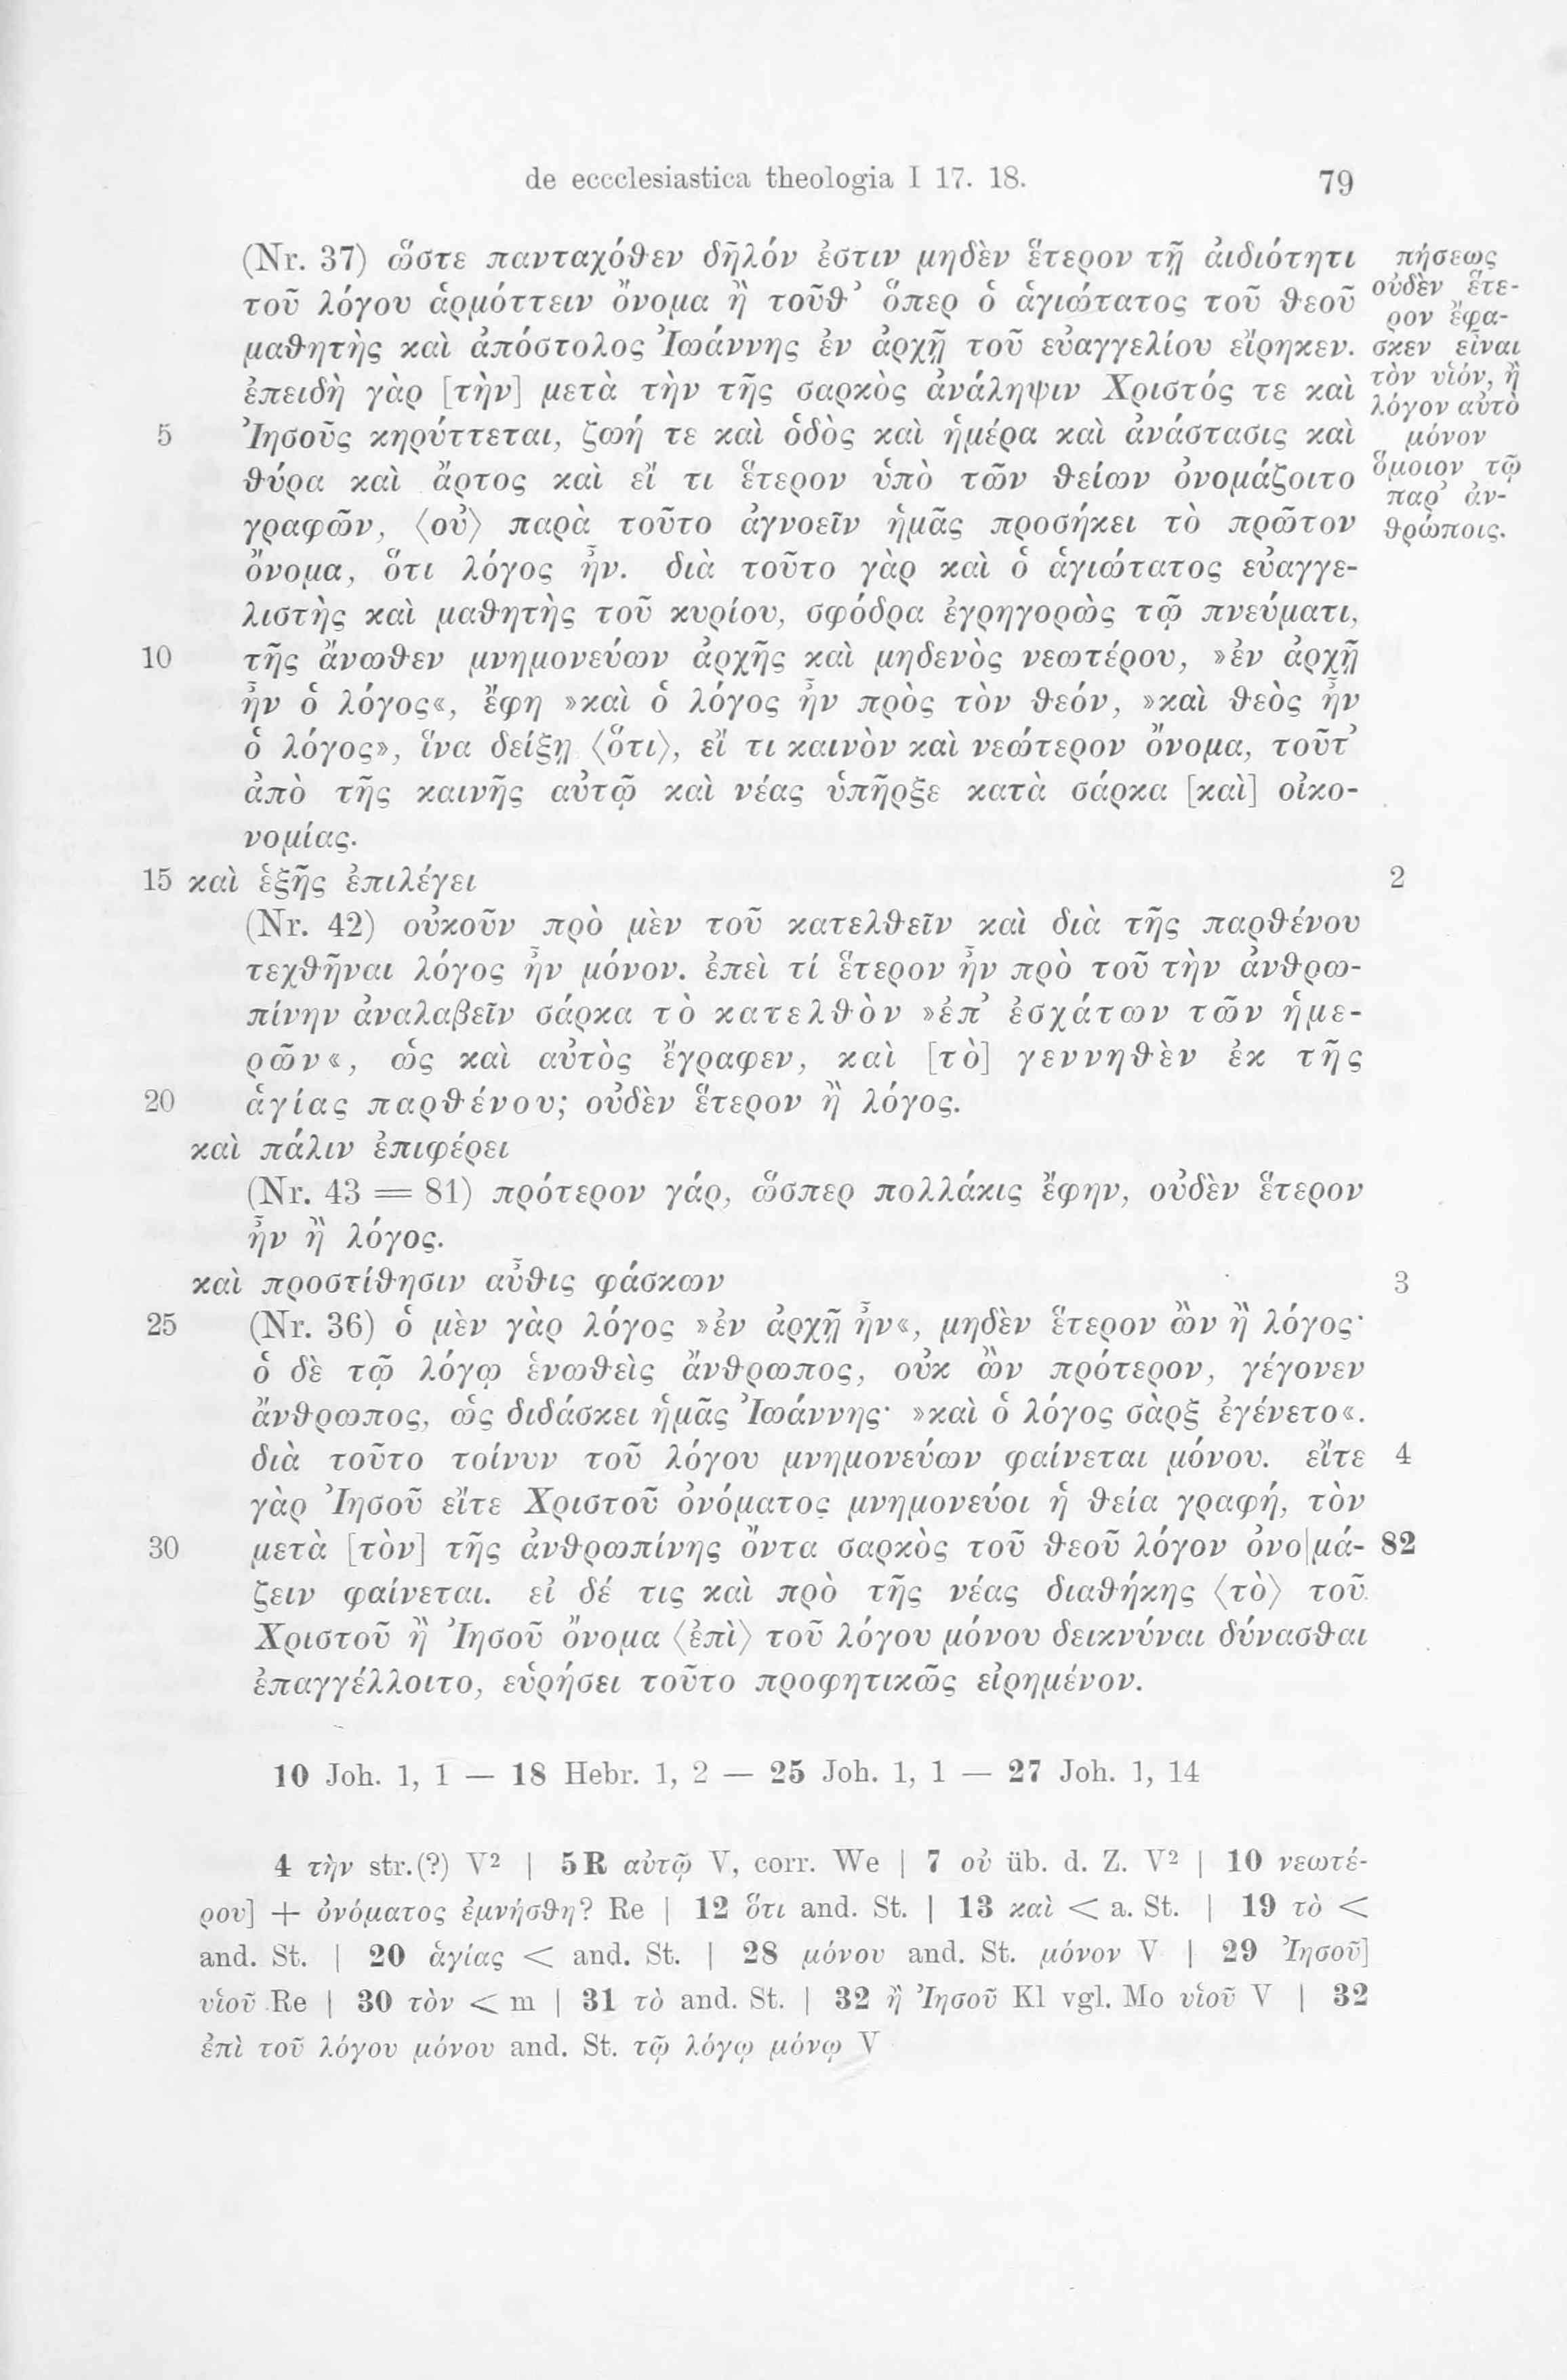 de eccclesiastica theologia I 17. 18. 79
(Nr. 37) ὥστε πανταχόθεν δῆλόν ἐστιν μηδὲν ἕτερον τῇ ἀιδιότητι
τοῦ λόγου ἁρμόττειν ὄνομα ἢ τοῦθ’ ὅπερ ὁ ἁγιώτατος τοῦ θεοῦ
μαθητὴς καὶ ἀπόστολος Ἰωάννης ἐν ἀρχῇ τοῦ εὐαγγελίου εἴρηκεν.
ἐπειδὴ γὰρ [τὴν] μετὰ τὴν τῆς σαρκὸς ἀνάληψιν Χριστός τε καὶ
5 Ἰησοῦς κηρύττεται, ζωή τε καὶ ὁδὸς καὶ ἡμέρα καὶ ἀνάστασις καὶ
θύρα καὶ ἄρτος καὶ εἴ τι ἕτερον ὑπὸ τῶν θείων ὀνομάζοιτο
γραφῶν, ⟨οὐ⟩ παρὰ τοῦτο ἀγνοεῖν ἡμᾶς προσήκει τὸ πρῶτον
ὄνομα, ὅτι λόγος ἦν. διὰ τοῦτο γὰρ καὶ ὁ ἁγιώτατος εὐαγγε-
λιστὴς καὶ μαθητὴς τοῦ κυρίου, σφόδρα ἐγρηγορὼς τῷ πνεύματι,
10 τῆς ἄνωθεν μνημονεύων ἀρχῆς καὶ μηδενὸς νεωτέρου, »ἐν ἀρχῇ
ἦν ὁ λόγος«, ἔφη »καὶ ὁ λόγος ἦν πρὸς τὸν θεόν, »καὶ θεὸς ἦν
ὁ λόγος», ἵνα δείξῃ ⟨ὅτι⟩, εἴ τι καινὸν καὶ νεώτερον ὄνομα, τοῦτ’
ἀπὸ τῆς καινῆς αὐτῷ καὶ νέας ὑπῆρξε κατὰ σάρκα [καὶ] οἰκο-
νομίας.
πήσεως
οὐδὲν ἕτε-
ρον ἔφα-
σκεν εἶναι
τὸν υἱόν, ἢ
λόγον αὐτὸ
μόνον
ὅμοιον τῷ
παρ’ ἀν-
θρώποις.
15 καὶ ἑξῆς ἐπιλέγει 2
(Nr. 42) οὐκοῦν πρὸ μὲν τοῦ κατελθεῖν καὶ διὰ τῆς παρθένου
τεχθῆναι λόγος ἦν μόνον. ἐπεὶ τί ἕτερον ἦν πρὸ τοῦ τὴν ἀνθρω-
πίνην ἀναλαβεῖν σάρκα τὸ κατελθὸν »ἐπ’ ἐσχάτων τῶν ἡμε-
ρῶν«, ὡς καὶ αὐτὸς ἔγραφεν, καὶ [τὸ] γεννηθὲν ἐκ τῆς
20 ἁγίας παρθένου; οὐδὲν ἕτερον ἢ λόγος.
καὶ πάλιν ἐπιφέρει
(Nr. 43 = 81) πρότερον γάρ, ὥσπερ πολλάκις ἔφην, οὐδὲν ἕτερον
ἦν ἢ λόγος.
καὶ προστίθησιν αὖθις φάσκων 3
25 (Nr. 36) ὁ μὲν γὰρ λόγος »ἐν ἀρχῇ ἦν«, μηδὲν ἕτερον ὢν ἢ λόγος·
ὁ δὲ τῷ λόγῳ ἑνωθεὶς ἄνθρωπος, οὐκ ὢν πρότερον, γέγονεν
ἄνθρωπος, ὡς διδάσκει ἡμᾶς Ἰωάννης· »καὶ ὁ λόγος σὰρξ ἐγένετο«.
διὰ τοῦτο τοίνυν τοῦ λόγου μνημονεύων φαίνεται μόνου. εἴτε 4
γὰρ Ἰησοῦ εἴτε Χριστοῦ ὀνόματος μνημονεύοι ἡ θεία γραφή, τὸν
30 μετὰ [τὸν] τῆς ἀνθρωπίνης ὄντα σαρκὸς τοῦ θεοῦ λόγον ὀνο|μά- 82
ζειν φαίνεται. εἰ δέ τις καὶ πρὸ τῆς νέας διαθήκης ⟨τὸ⟩ τοῦ
Χριστοῦ ἢ Ἰησοῦ ὄνομα ⟨ἐπὶ⟩ τοῦ λόγου μόνου δεικνύναι δύνασθαι
ἐπαγγέλλοιτο, εὑρήσει τοῦτο προφητικῶς εἰρημένον.
10 Joh. 1, 1 — 18 Hebr. 1, 2 — 25 Joh. 1, 1 — 27 Joh. 1, 14
4 τὴν str.(?) V² | 5 R αὐτῷ V, corr. We | 7 οὐ üb. d. Z. V² | 10 νεωτέ-
ρου] + ὀνόματος ἐμνήσθη? Re | 12 ὅτι and. St. | 13 καὶ < a. St. | 19 τὸ <
and. St. | 20 ἁγίας < and. St. | 28 μόνου and. St. μόνον V | 29 Ἰησοῦ]
υἱοῦ Re | 30 τὸν < m | 31 τὸ and. St. | 32 ἢ Ἰησοῦ Kl vgl. Mo υἱοῦ V | 32
ἐπὶ τοῦ λόγου μόνου and. St. τῷ λόγῳ μόνῳ V